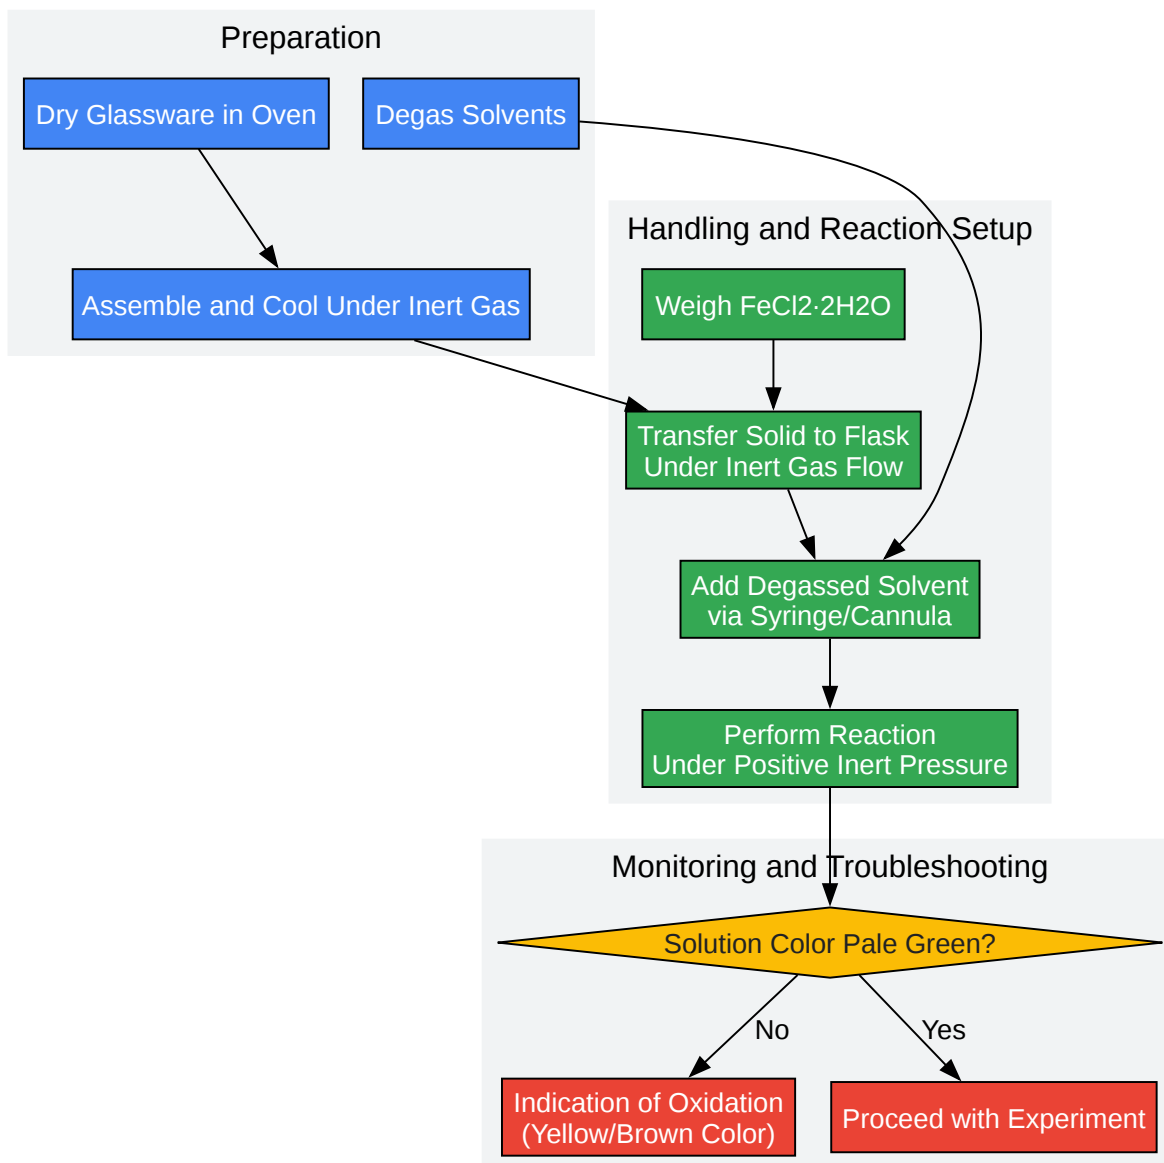 Preparation
Dry Glassware in Oven
Degas Solvents
Assemble and Cool Under Inert Gas
Handling and Reaction Setup
Weigh FeCl2·2H2O
Transfer Solid to Flask
Under Inert Gas Flow
Add Degassed Solvent
via Syringe/Cannula
Perform Reaction
Under Positive Inert Pressure
Monitoring and Troubleshooting
Solution Color Pale Green?
No
Yes
Indication of Oxidation
(Yellow/Brown Color)
Proceed with Experiment